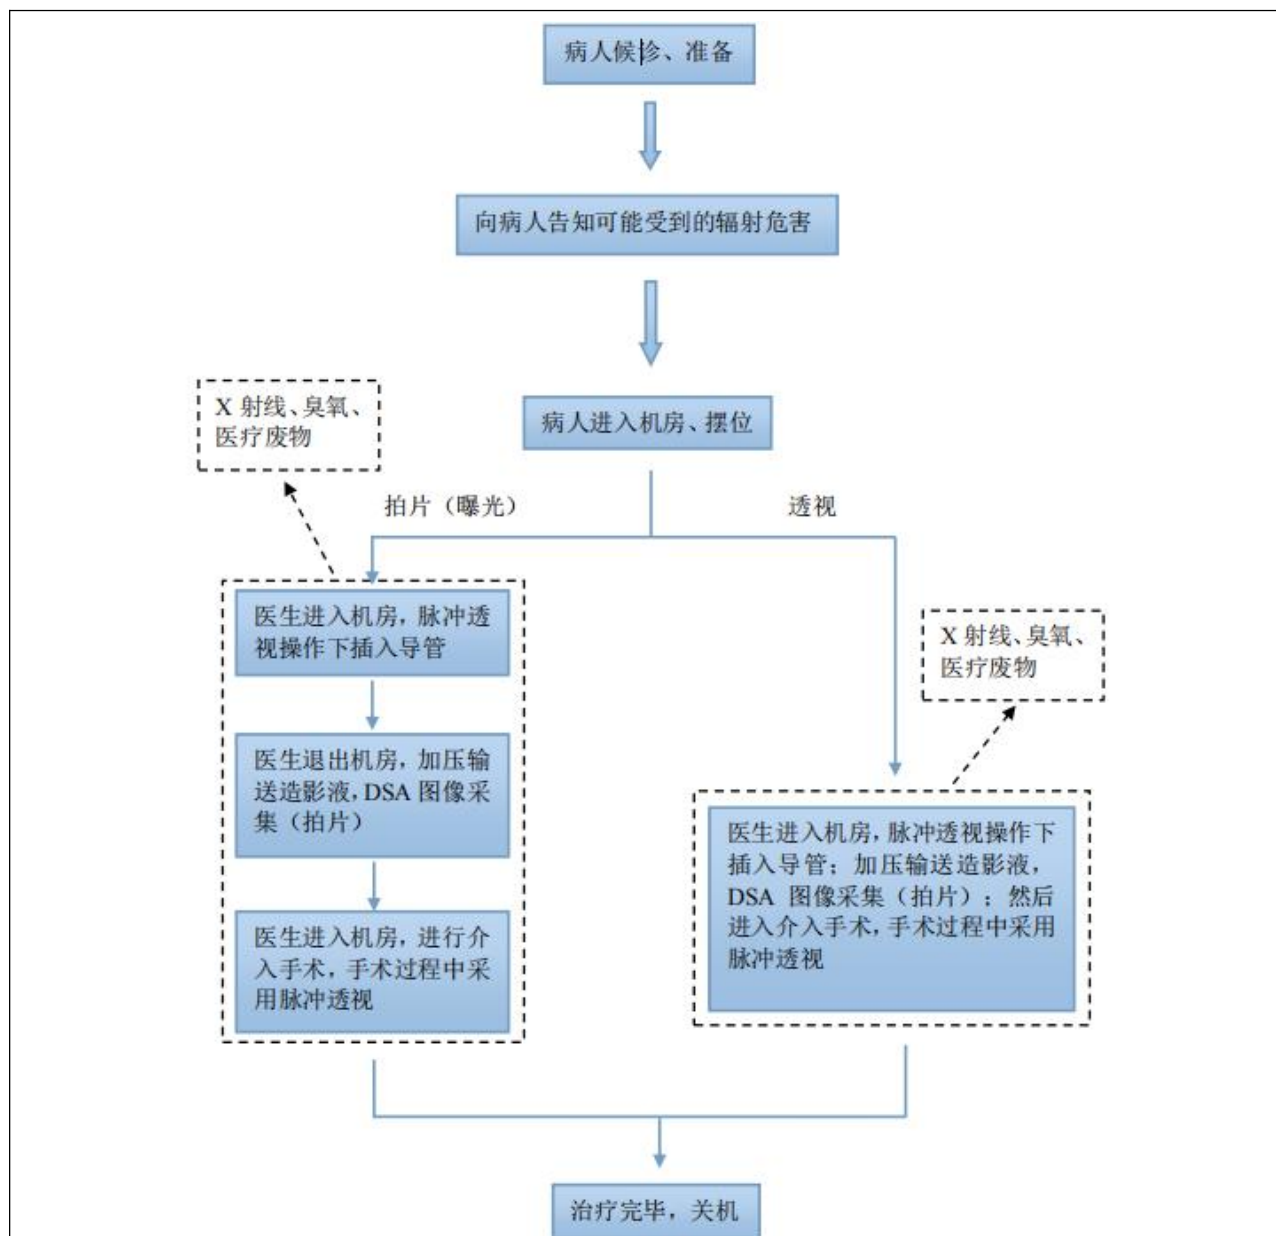 病人候诊、准备
向病人告知可能受到的辐射危害
病人进入机房、摆位
X 射线、臭氧、
医疗废物
拍片（曝光）
透视
医生进入机房，脉冲透
视操作下插入导管
医生退出机房，加压输
送造影液，DSA 图像采
集（拍片）
医生进入机房，进行介
入手术，手术过程中采
用脉冲透视
X 射线、臭氧、
医疗废物
医生进入机房，脉冲透视操作下
插入导管；加压输送造影液，
DSA 图像采集（拍片）；然后
进入介入手术，手术过程中采用
脉冲透视
治疗完毕，关机